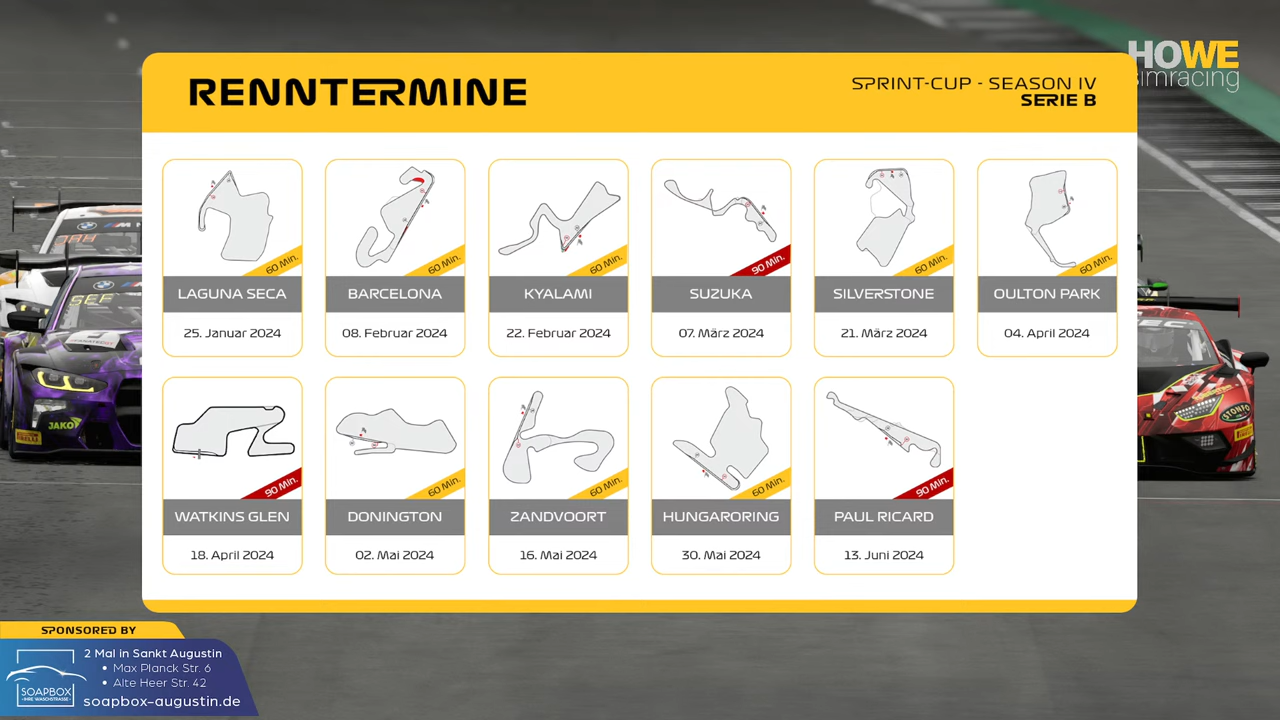 HOWE
simracing
RENNTERMINE
SPRINT-CUP - SEASON IV
SERIE B
60 Min.
60 Min.
60 Min.
90 Min.
60 Min.
60 Min.
LAGUNA SECA
BARCELONA
KYALAMI
SUZUKA
SILVERSTONE
OULTON PARK
25. Januar 2024
08. Februar 2024
22. Februar 2024
07. März 2024
21. März 2024
04. April 2024
90 Min.
60 Min.
60 Min.
60 Min.
90 Min.
WATKINS GLEN
DONINGTON
ZANDVOORT
HUNGARORING
PAUL RICARD
18. April 2024
02. Mai 2024
16. Mai 2024
30. Mai 2024
13. Juni 2024
JAKO
PIRELLI
STONFO
SPONSORED BY
2 Mal in Sankt Augustin
• Max Planck Str. 6
• Alte Heer Str. 42
soapbox-augustin.de
SOAPBOX
-IHRE WASCHSTRASSE-